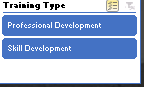 Training Type
Professional Development
Skill Development